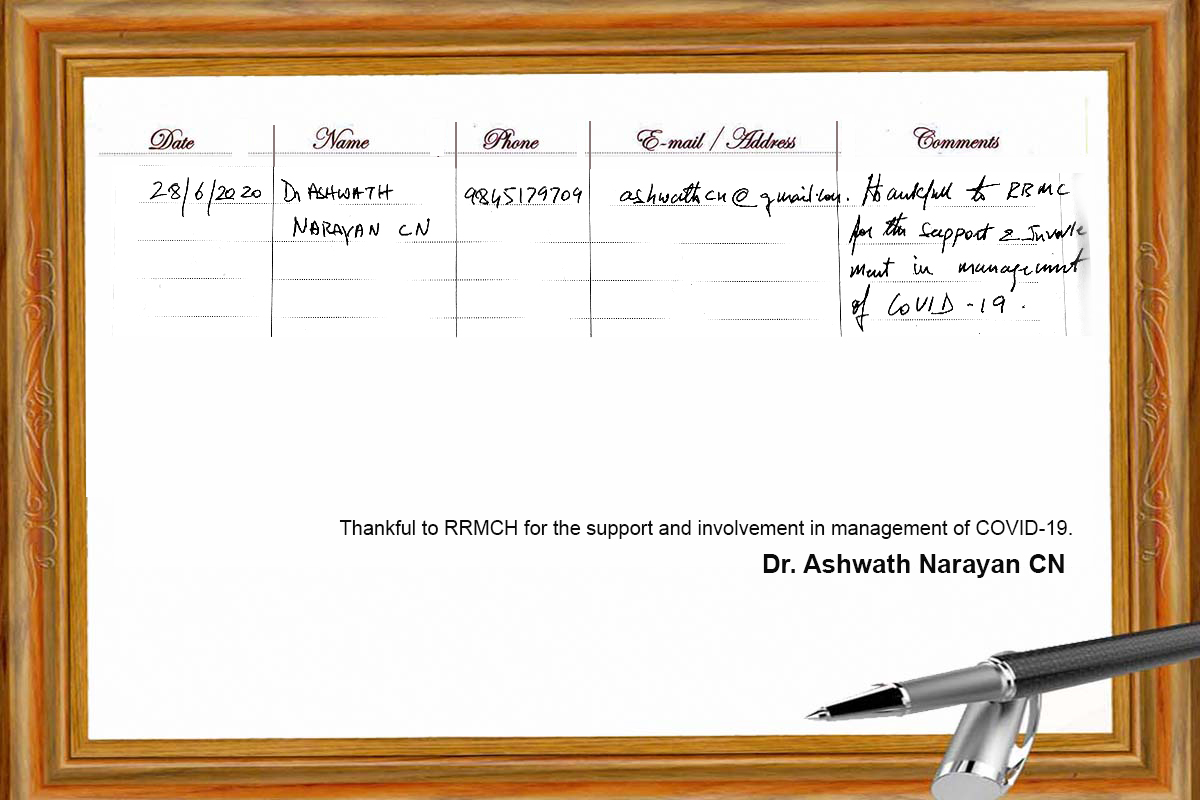 Date Name Phone E-mail / Address Comments
28/6/2020 Dr ASHWATH 9845179709 ashwathcn@gmail.com. Thankful to RRMC
NARAYAN CN for the support & Involve
ment in management
of COVID-19.
Thankful to RRMCH for the support and involvement in management of COVID-19.
Dr. Ashwath Narayan CN